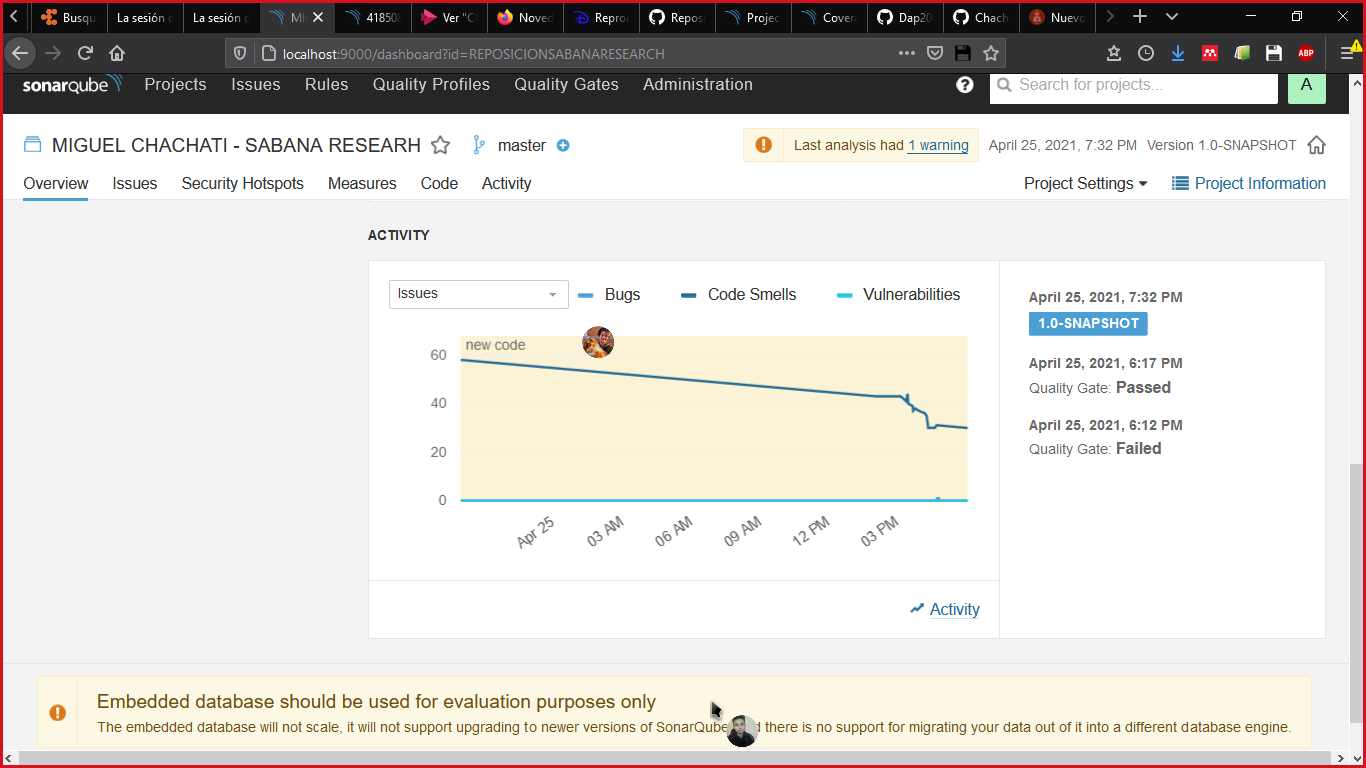 Busqu
La sesión c
La sesión c
MI
41850
Ver "C
Noved
Reproc
Reposi
Projec
Covera
Dap20
Chach
Nuevo
localhost:9000/dashboard?id=REPOSICIONSABANARESEARCH
ABP
sonarqube
Projects
Issues
Rules
Quality Profiles
Quality Gates
Administration
?
Search for projects...
A
MIGUEL CHACHATI - SABANA RESEARH
master
Last analysis had 1 warning
April 25, 2021, 7:32 PM
Version 1.0-SNAPSHOT
Overview
Issues
Security Hotspots
Measures
Code
Activity
Project Settings
Project Information
ACTIVITY
Issues
Bugs
Code Smells
Vulnerabilities
new code
60
40
20
0
Apr 25
03 AM
06 AM
09 AM
12 PM
03 PM
Activity
April 25, 2021, 7:32 PM
1.0-SNAPSHOT
April 25, 2021, 6:17 PM
Quality Gate: Passed
April 25, 2021, 6:12 PM
Quality Gate: Failed
Embedded database should be used for evaluation purposes only
The embedded database will not scale, it will not support upgrading to newer versions of SonarQube there is no support for migrating your data out of it into a different database engine.